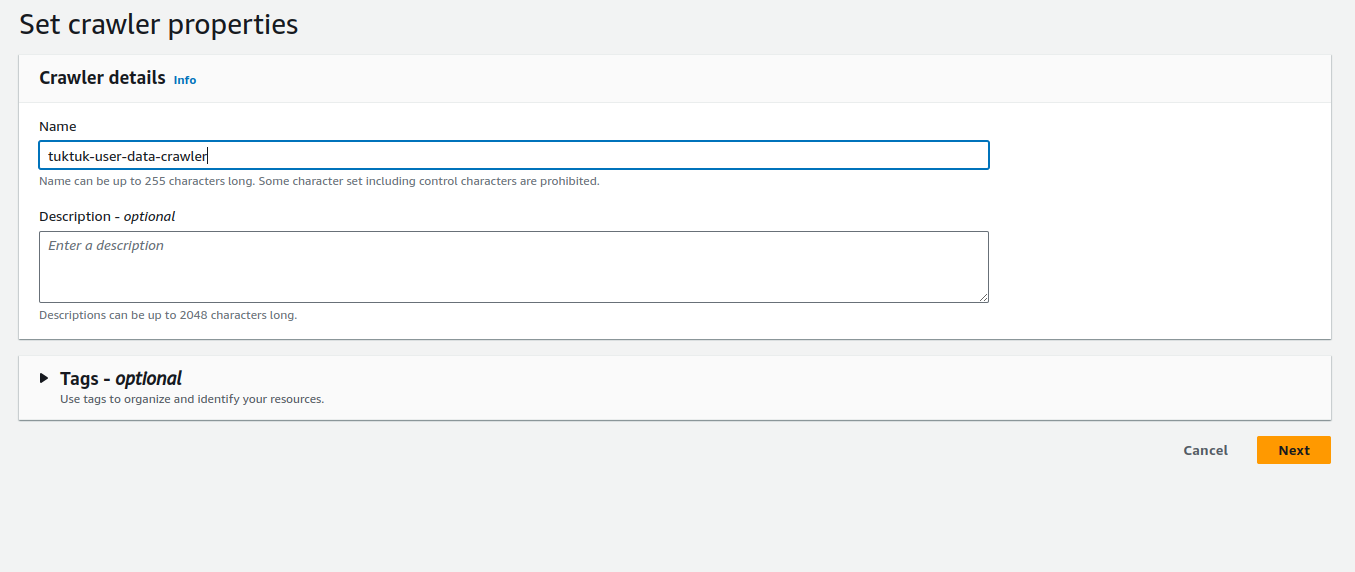 Set crawler properties
Crawler details Info
Name
tuktuk-user-data-crawler
Name can be up to 255 characters long. Some character set including control characters are prohibited.
Description - optional
Enter a description
Descriptions can be up to 2048 characters long.
Tags - optional
Use tags to organize and identify your resources.
Cancel Next